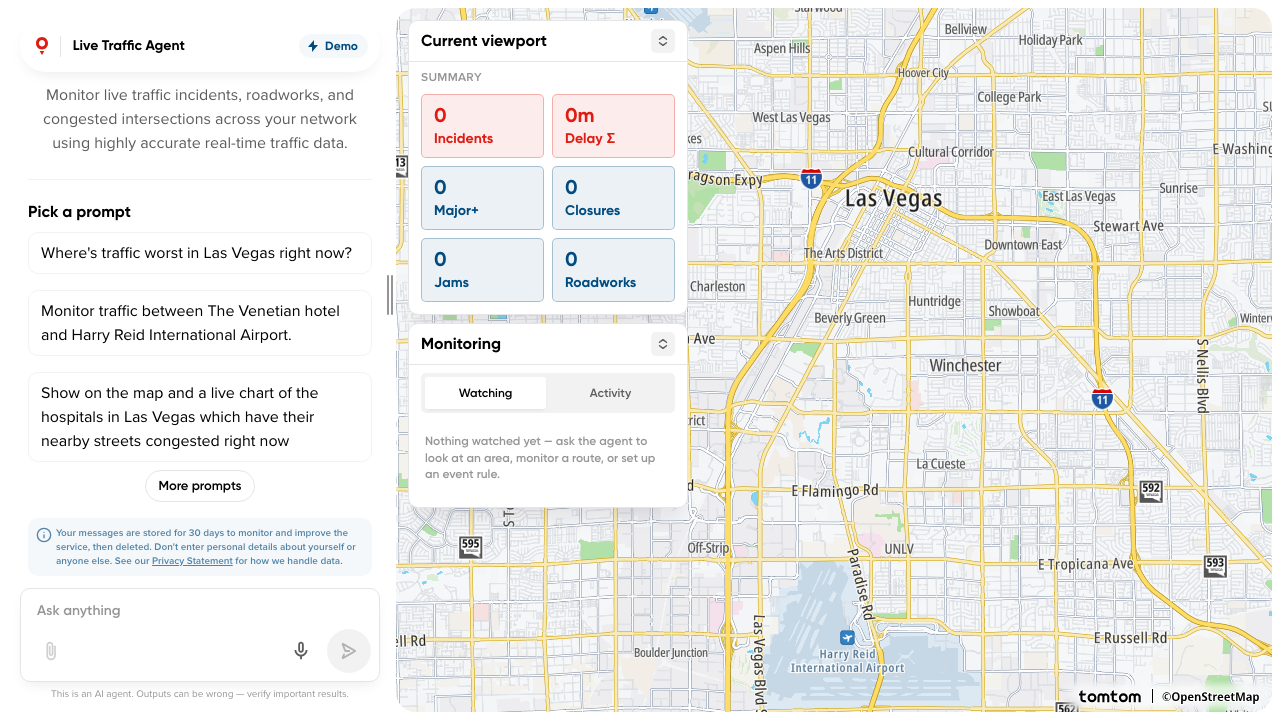 Live Traffic Agent
Demo
Monitor live traffic incidents, roadworks, and
congested intersections across your network
using highly accurate real-time traffic data.
Pick a prompt
Where's traffic worst in Las Vegas right now?
Monitor traffic between The Venetian hotel
and Harry Reid International Airport.
Show on the map and a live chart of the
hospitals in Las Vegas which have their
nearby streets congested right now
More prompts
Your messages are stored for 30 days to monitor and improve the
service, then deleted. Don't enter personal details about yourself or
anyone else. See our Privacy Statement for how we handle data.
Ask anything
This is an AI agent. Outputs can be wrong — verify important results.
Current viewport
SUMMARY
0
Incidents
0m
Delay Σ
0
Major+
0
Closures
0
Jams
0
Roadworks
Monitoring
Watching
Activity
Nothing watched yet — ask the agent to
look at an area, monitor a route, or set up
an event rule.
Bellview
Holiday Park
Aspen Hills
Hoover City
College Park
West Las Vegas
Cultural Corridor
E Washing
ragson Expy
11
Las Vegas
East Las Vegas
Sunrise
Stewart Ave
Downtown East
The Arts District
Charleston
Huntridge
Showboat
Beverly Green
Winter
Ave
Winchester
S Nellis Blvd
11
rict
La Cueste
E Flamingo Rd
592
595
Off-Strip
UNLV
E Tropicana Ave
593
Paradise Rd
Las Vegas Blvd S
ell Rd
Boulder Junction
Harry Reid
International Airport
E Russell Rd
562
tomtom
©OpenStreetMap